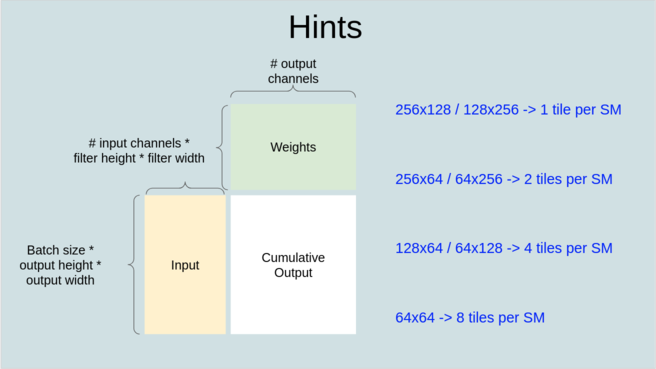 Hints
# output
channels
# input channels *
filter height * filter width
Weights
Batch size *
output height *
output width
Input
Cumulative
Output
256x128 / 128x256 -> 1 tile per SM
256x64 / 64x256 -> 2 tiles per SM
128x64 / 64x128 -> 4 tiles per SM
64x64 -> 8 tiles per SM